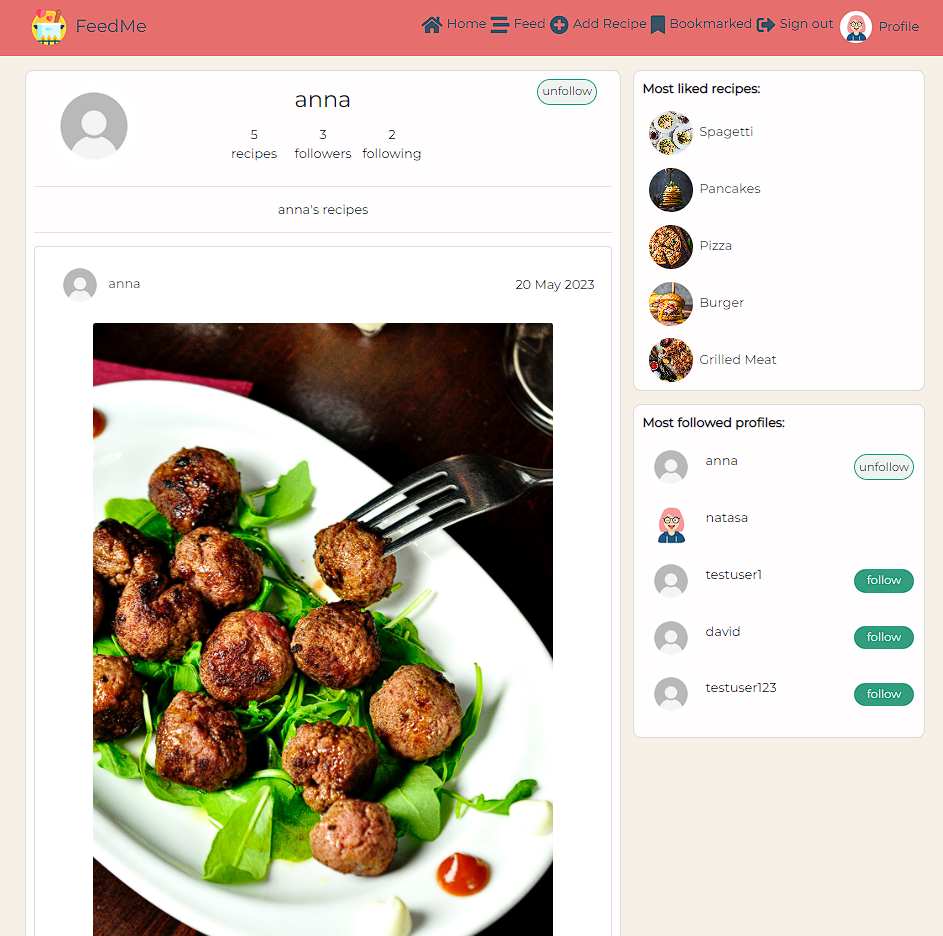 FeedMe
Home Feed Add Recipe Bookmarked Sign out Profile
anna
unfollow
5 3 2
recipes followers following
anna's recipes
anna
20 May 2023
Most liked recipes:
Spagetti
Pancakes
Pizza
Burger
Grilled Meat
Most followed profiles:
anna unfollow
natasa
testuser1 follow
david follow
testuser123 follow